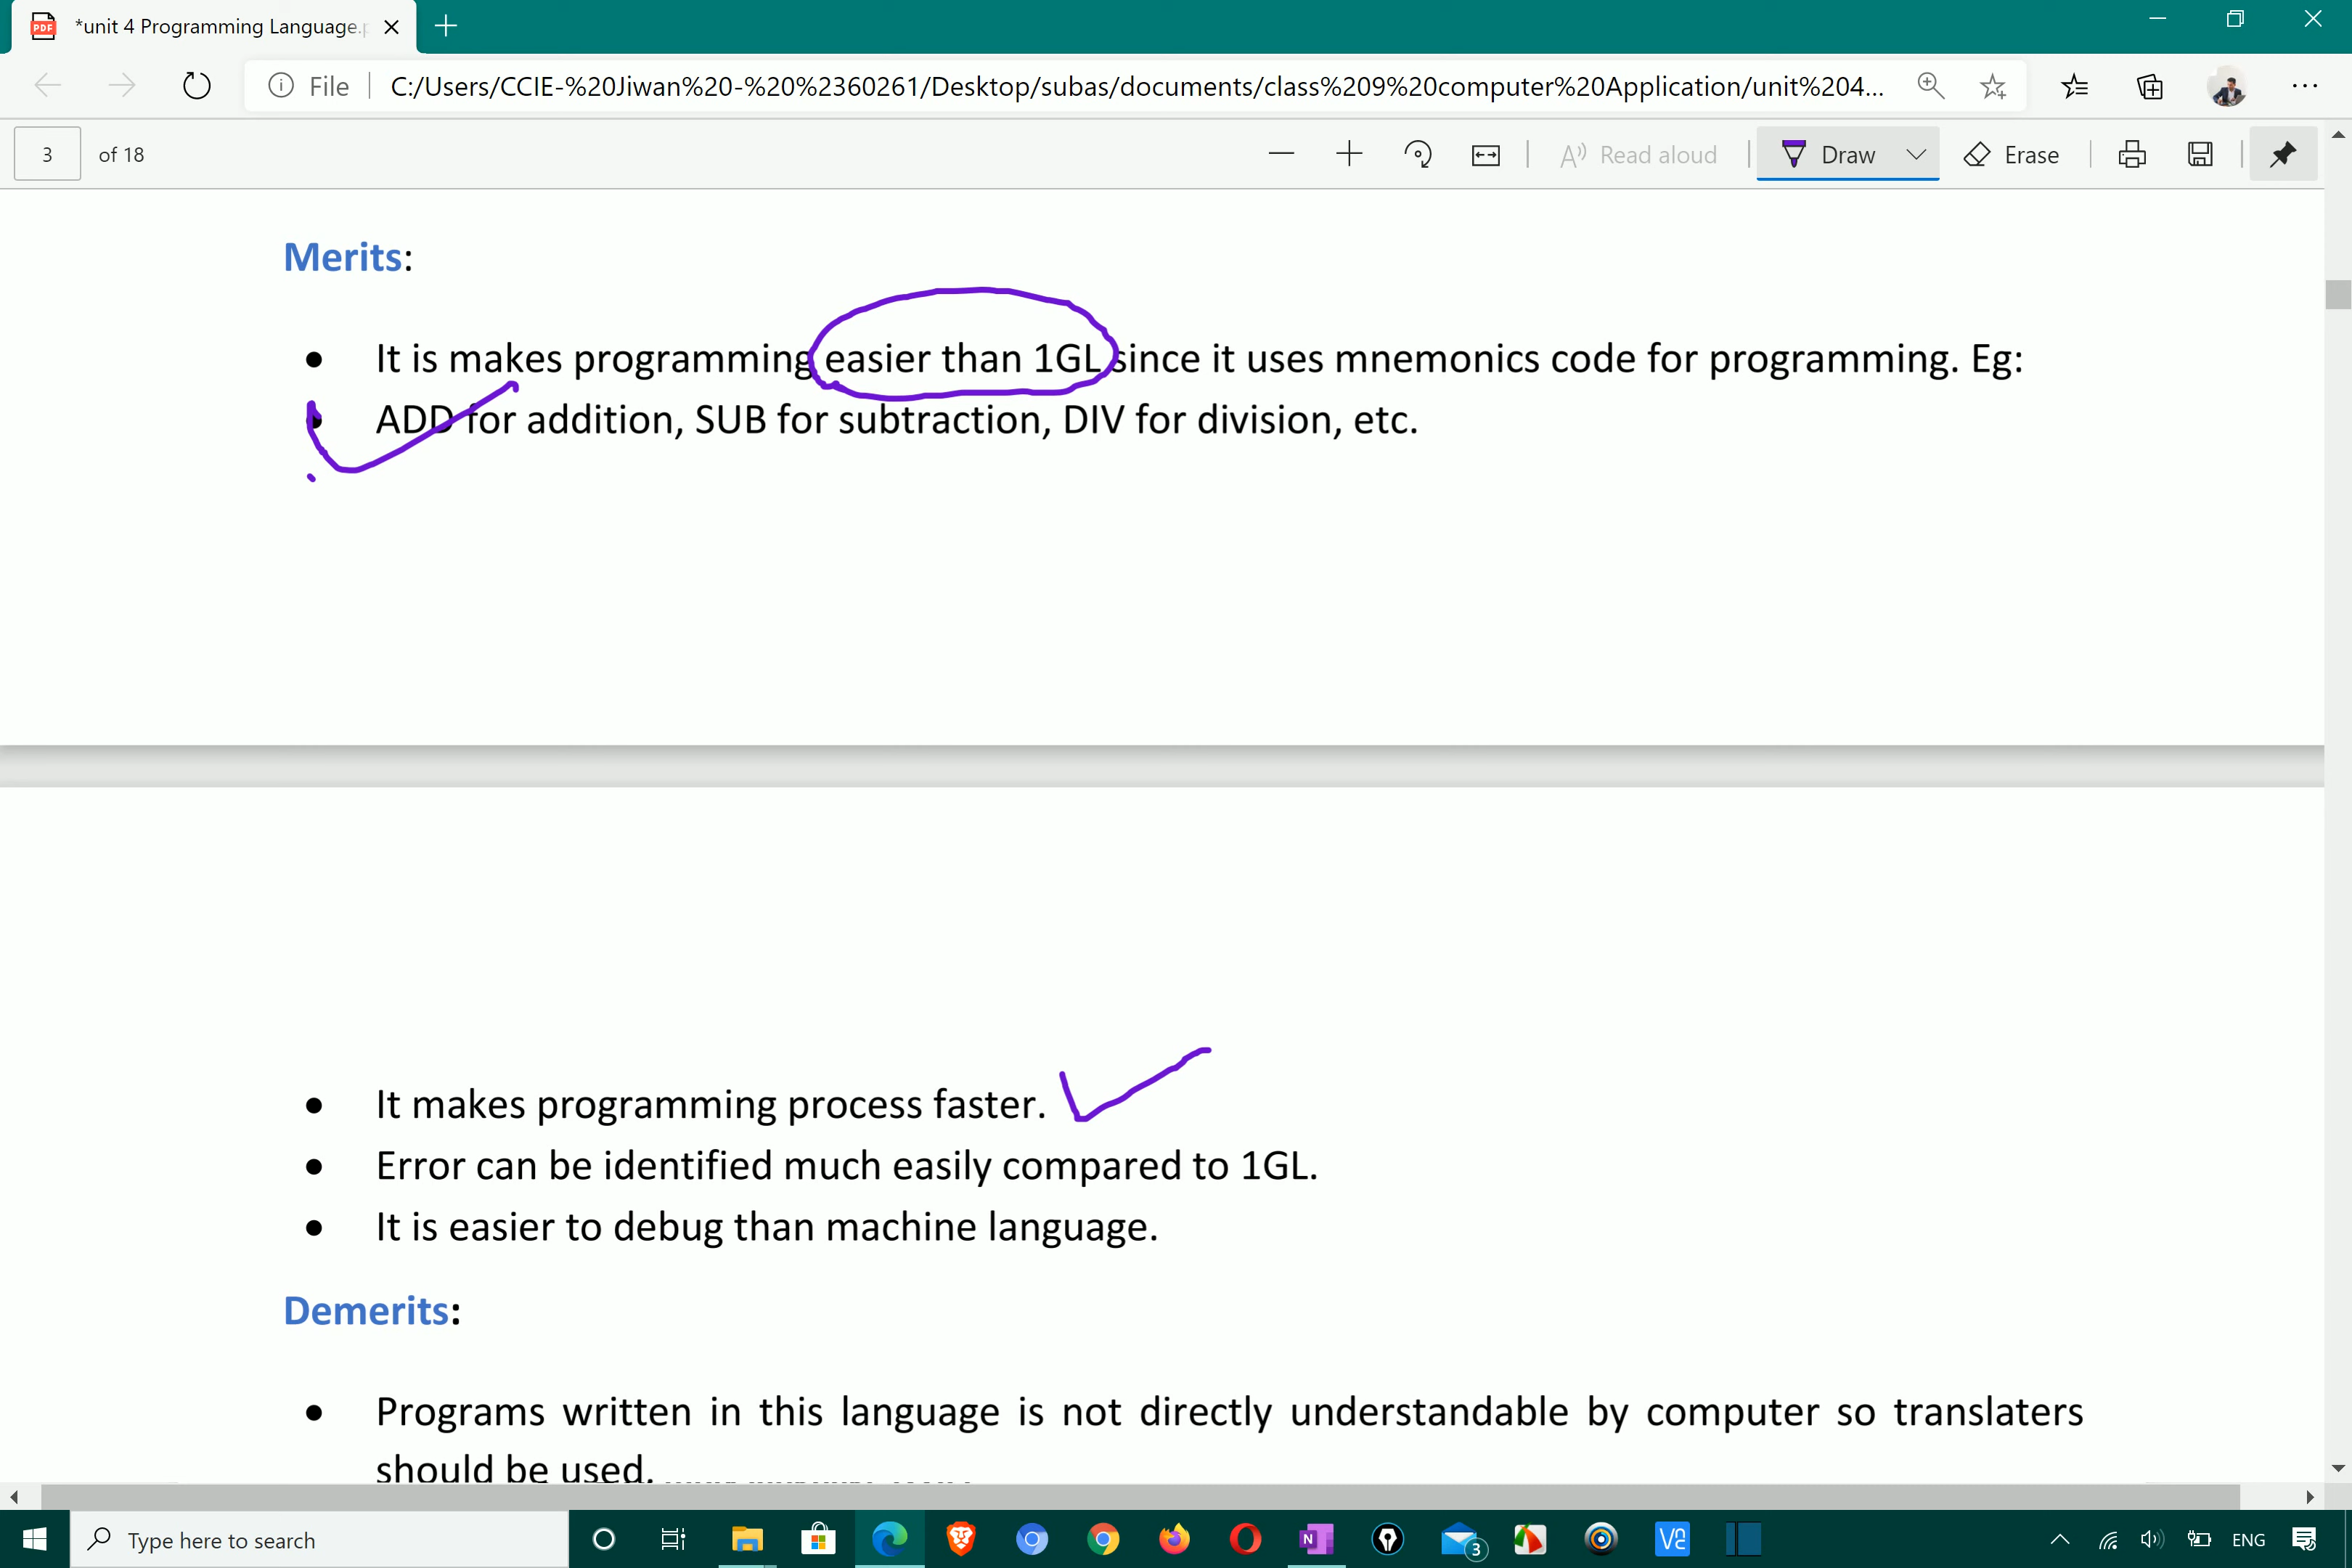 *unit 4 Programming Language.p
File
C:/Users/CCIE-%20Jiwan%20-%20%2360261/Desktop/subas/documents/class%209%20computer%20Application/unit%204...
3 of 18
Read aloud
Draw
Erase
Merits:
• It is makes programming easier than 1GL since it uses mnemonics code for programming. Eg:
• ADD for addition, SUB for subtraction, DIV for division, etc.
• It makes programming process faster.
• Error can be identified much easily compared to 1GL.
• It is easier to debug than machine language.
Demerits:
• Programs written in this language is not directly understandable by computer so translaters
should be used.
Type here to search
3
ENG